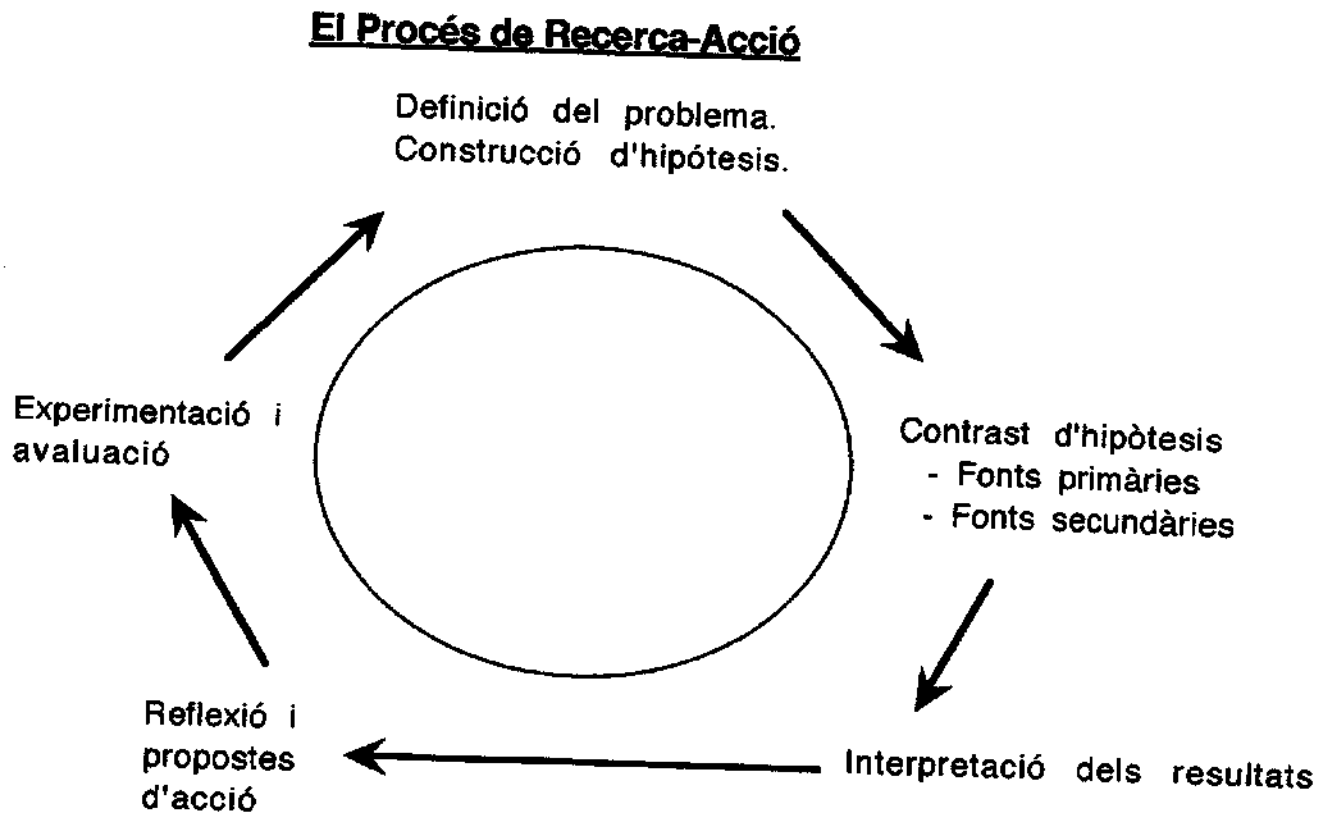 El Procés de Recerca-Acció
Definició del problema.
Construcció d'hipótesis.
Contrast d'hipòtesis
- Fonts primàries
- Fonts secundàries
Interpretació dels resultats
Reflexió i
propostes
d'acció
Experimentació i
avaluació